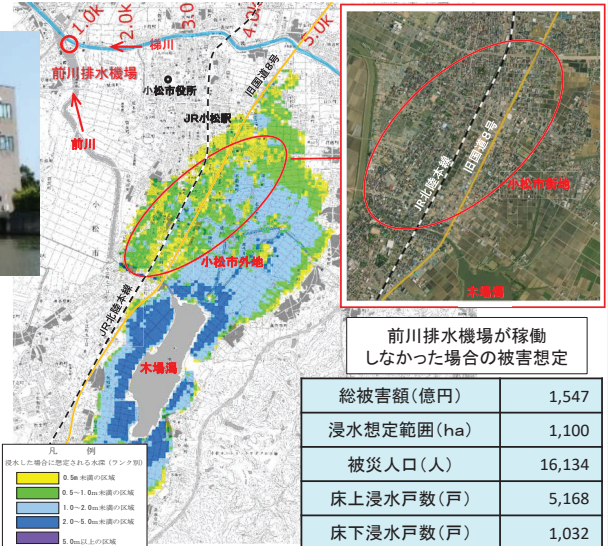 1.0k
2.0k
3.0k
4.0k
5.0k
梯川
前川排水機場
小松市役所
旧国道8号
JR小松駅
前川
小松市
小松市外地
JR北陸本線
木場潟
JR北陸本線
旧国道8号
小松市街地
木場潟
凡 例
浸水した場合に想定される水深（ランク別）
0.5m未満の区域
0.5～1.0m未満の区域
1.0～2.0m未満の区域
2.0～5.0m未満の区域
5.0m以上の区域
前川排水機場が稼働
しなかった場合の被害想定
総被害額（億円） 1,547
浸水想定範囲（ha） 1,100
被災人口（人） 16,134
床上浸水戸数（戸） 5,168
床下浸水戸数（戸） 1,032